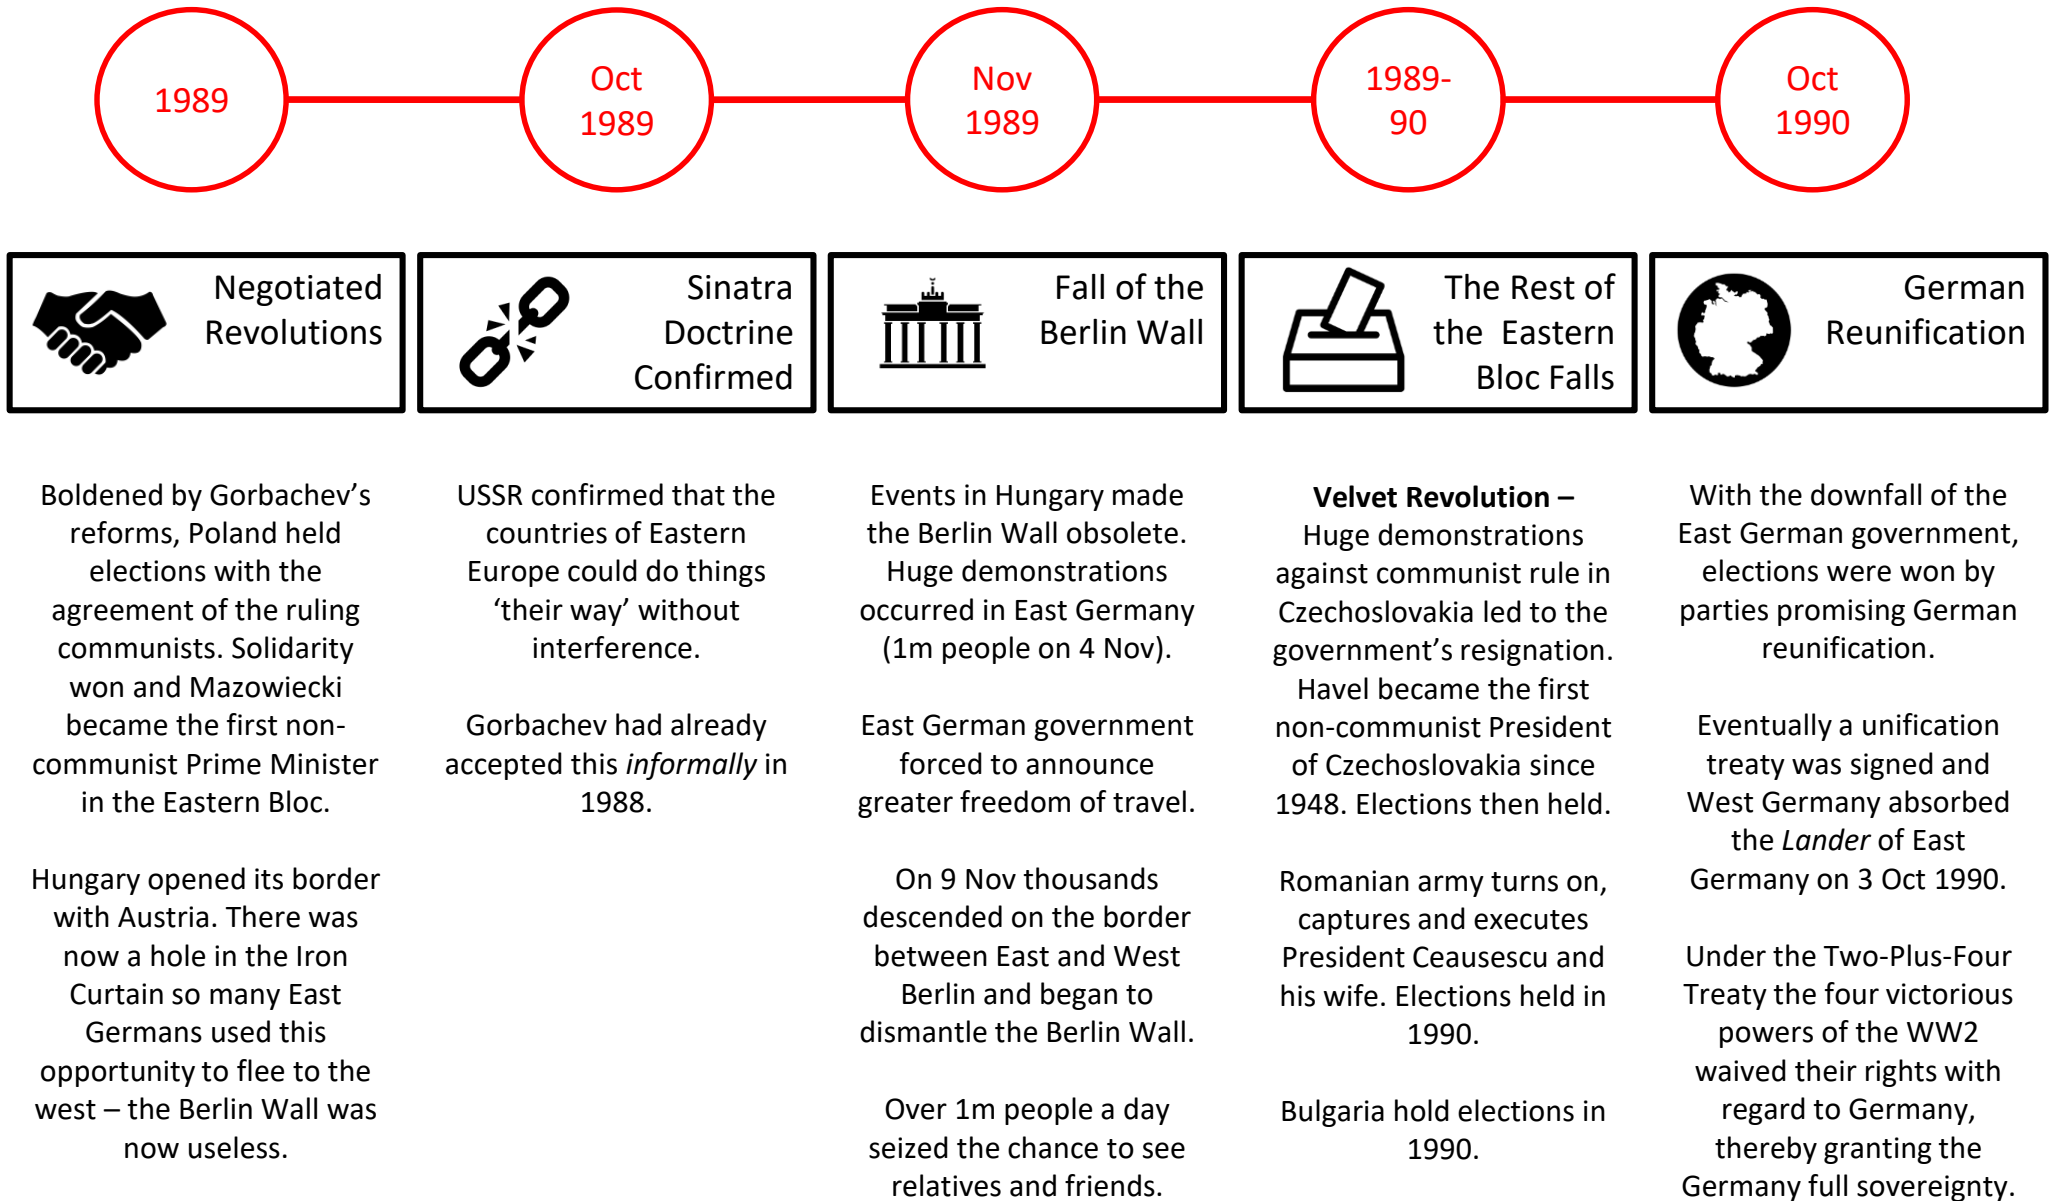 1989
Oct
1989
Nov
1989
1989-
90
Oct
1990
Negotiated
Revolutions
Sinatra
Doctrine
Confirmed
Fall of the
Berlin Wall
The Rest of
the Eastern
Bloc Falls
German
Reunification
Boldened by Gorbachev’s
reforms, Poland held
elections with the
agreement of the ruling
communists. Solidarity
won and Mazowiecki
became the first non-
communist Prime Minister
in the Eastern Bloc.
Hungary opened its border
with Austria. There was
now a hole in the Iron
Curtain so many East
Germans used this
opportunity to flee to the
west – the Berlin Wall was
now useless.
USSR confirmed that the
countries of Eastern
Europe could do things
‘their way’ without
interference.
Gorbachev had already
accepted this informally in
1988.
Events in Hungary made
the Berlin Wall obsolete.
Huge demonstrations
occurred in East Germany
(1m people on 4 Nov).
East German government
forced to announce
greater freedom of travel.
On 9 Nov thousands
descended on the border
between East and West
Berlin and began to
dismantle the Berlin Wall.
Over 1m people a day
seized the chance to see
relatives and friends.
Velvet Revolution –
Huge demonstrations
against communist rule in
Czechoslovakia led to the
government’s resignation.
Havel became the first
non-communist President
of Czechoslovakia since
1948. Elections then held.
Romanian army turns on,
captures and executes
President Ceausescu and
his wife. Elections held in
1990.
Bulgaria hold elections in
1990.
With the downfall of the
East German government,
elections were won by
parties promising German
reunification.
Eventually a unification
treaty was signed and
West Germany absorbed
the Lander of East
Germany on 3 Oct 1990.
Under the Two-Plus-Four
Treaty the four victorious
powers of the WW2
waived their rights with
regard to Germany,
thereby granting the
Germany full sovereignty.